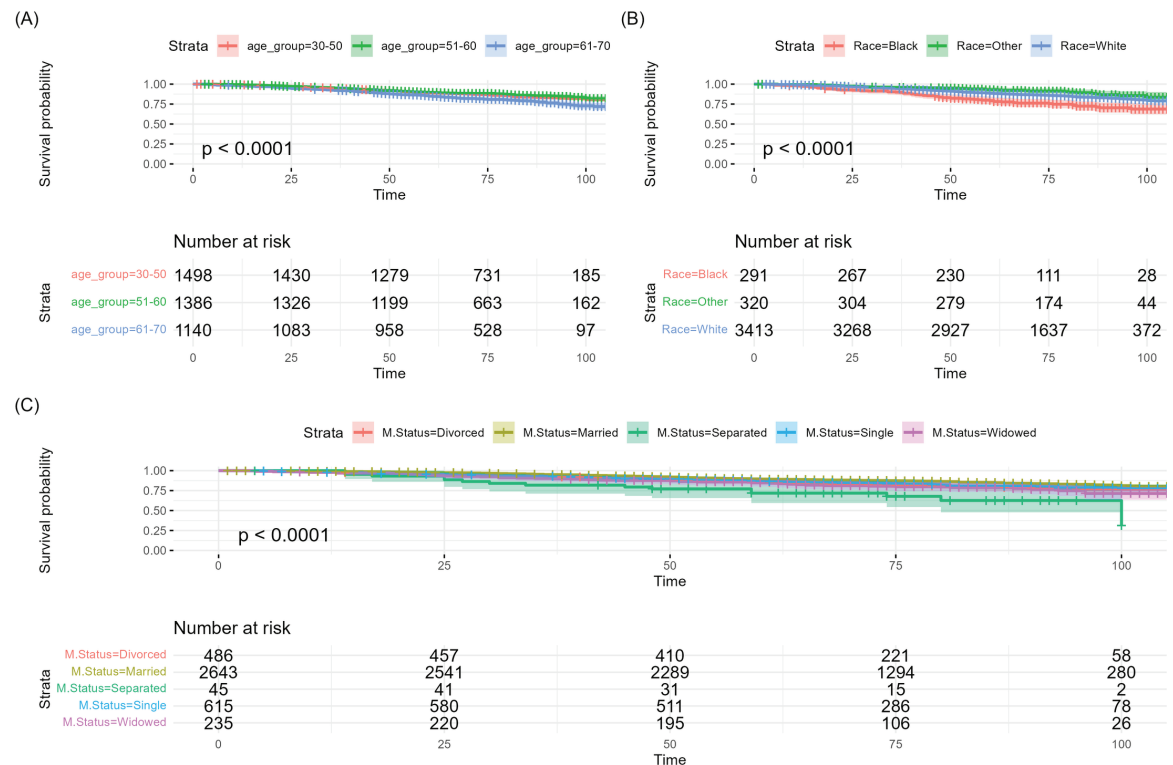 (A)
Strata age_group=30-50 age_group=51-60 age_group=61-70
Survival probability
1.00
0.75
0.50
0.25
0.00
p < 0.0001
0 25 50 75 100
Time
Number at risk
Strata
age_group=30-50 1498 1430 1279 731 185
age_group=51-60 1386 1326 1199 663 162
age_group=61-70 1140 1083 958 528 97
0 25 50 75 100
Time
(B)
Strata Race=Black Race=Other Race=White
Survival probability
1.00
0.75
0.50
0.25
0.00
p < 0.0001
0 25 50 75 100
Time
Number at risk
Strata
Race=Black 291 267 230 111 28
Race=Other 320 304 279 174 44
Race=White 3413 3268 2927 1637 372
0 25 50 75 100
Time
(C)
Strata M.Status=Divorced M.Status=Married M.Status=Separated M.Status=Single M.Status=Widowed
Survival probability
1.00
0.75
0.50
0.25
0.00
p < 0.0001
0 25 50 75 100
Time
Number at risk
Strata
M.Status=Divorced 486 457 410 221 58
M.Status=Married 2643 2541 2289 1294 280
M.Status=Separated 45 41 31 15 2
M.Status=Single 615 580 511 286 78
M.Status=Widowed 235 220 195 106 26
0 25 50 75 100
Time